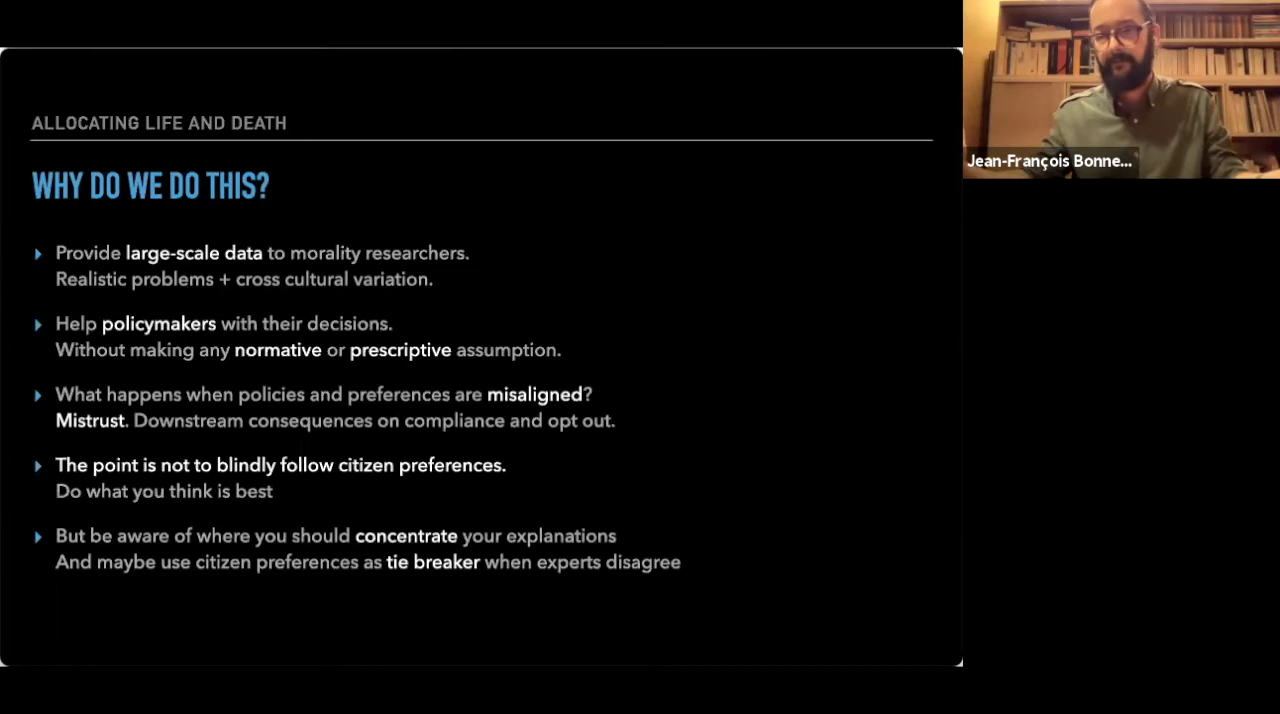 ALLOCATING LIFE AND DEATH
WHY DO WE DO THIS?
Provide large-scale data to morality researchers.
Realistic problems + cross cultural variation.
Help policymakers with their decisions.
Without making any normative or prescriptive assumption.
What happens when policies and preferences are misaligned?
Mistrust. Downstream consequences on compliance and opt out.
The point is not to blindly follow citizen preferences.
Do what you think is best
But be aware of where you should concentrate your explanations
And maybe use citizen preferences as tie breaker when experts disagree
Jean-François Bonne...